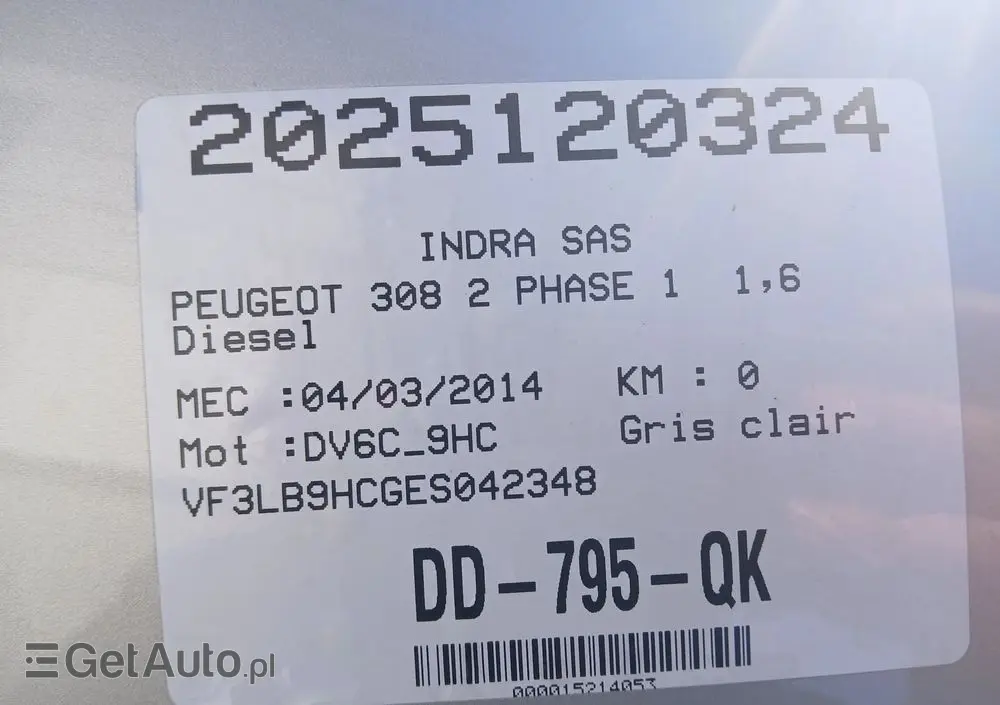 2025120324
INDRA SAS
PEUGEOT 308 2 PHASE 1 1,6
Diesel
MEC :04/03/2014 KM : 0
Mot :DV6C_9HC Gris clair
VF3LB9HCGES042348
DD-795-QK
000015214053
GetAuto.pl